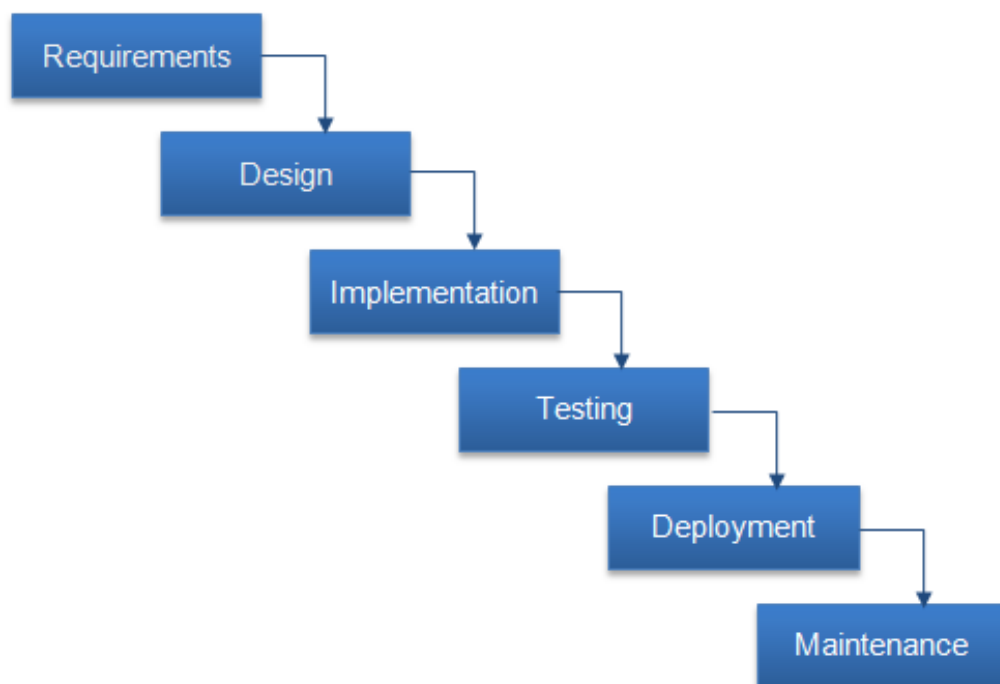 Requirements
Design
Implementation
Testing
Deployment
Maintenance